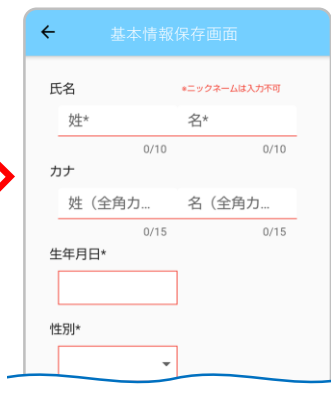 基本情報保存画面
氏名 *ニックネームは入力不可
姓* 名*
0/10 0/10
カナ
姓（全角カ... 名（全角カ...
0/15 0/15
生年月日*
性別*